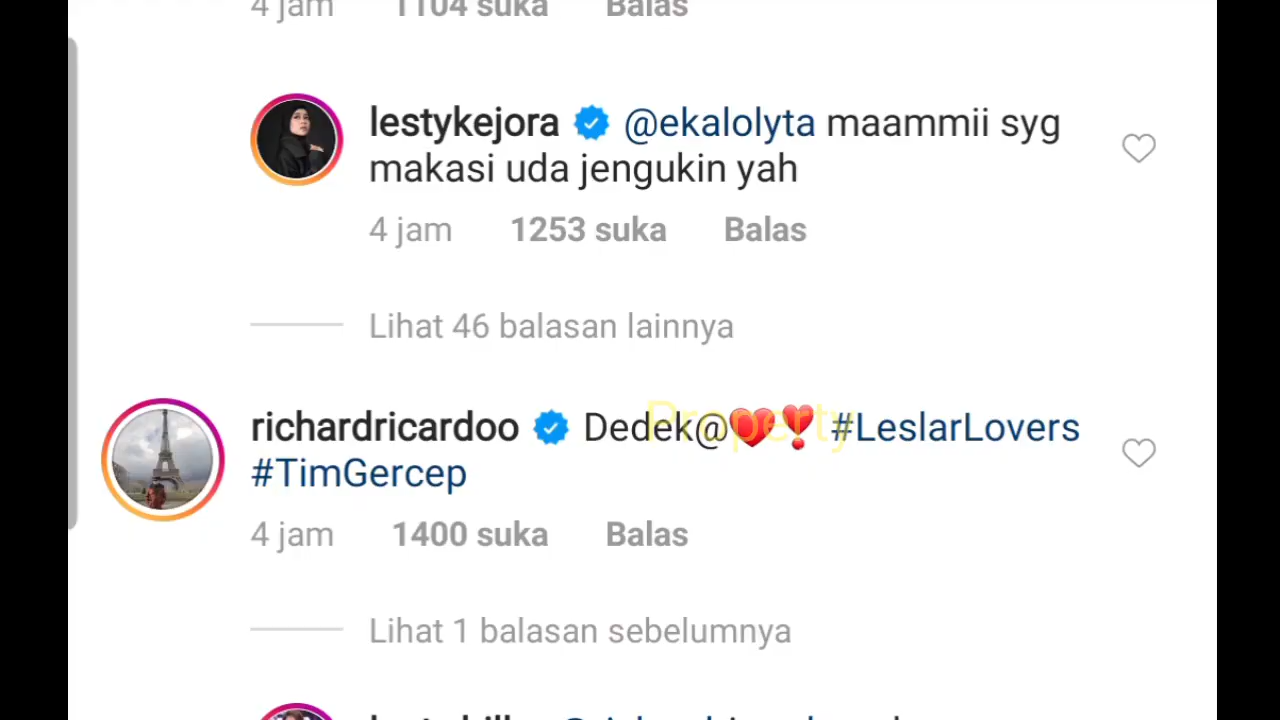 4 jam 1104 suka Balas
lestykejora @ekalolyta maammii syg
makasi uda jengukin yah
4 jam 1253 suka Balas
Lihat 46 balasan lainnya
richardricardoo Dedek@❤️❣️ #LeslarLovers
Property
#TimGercep
4 jam 1400 suka Balas
Lihat 1 balasan sebelumnya